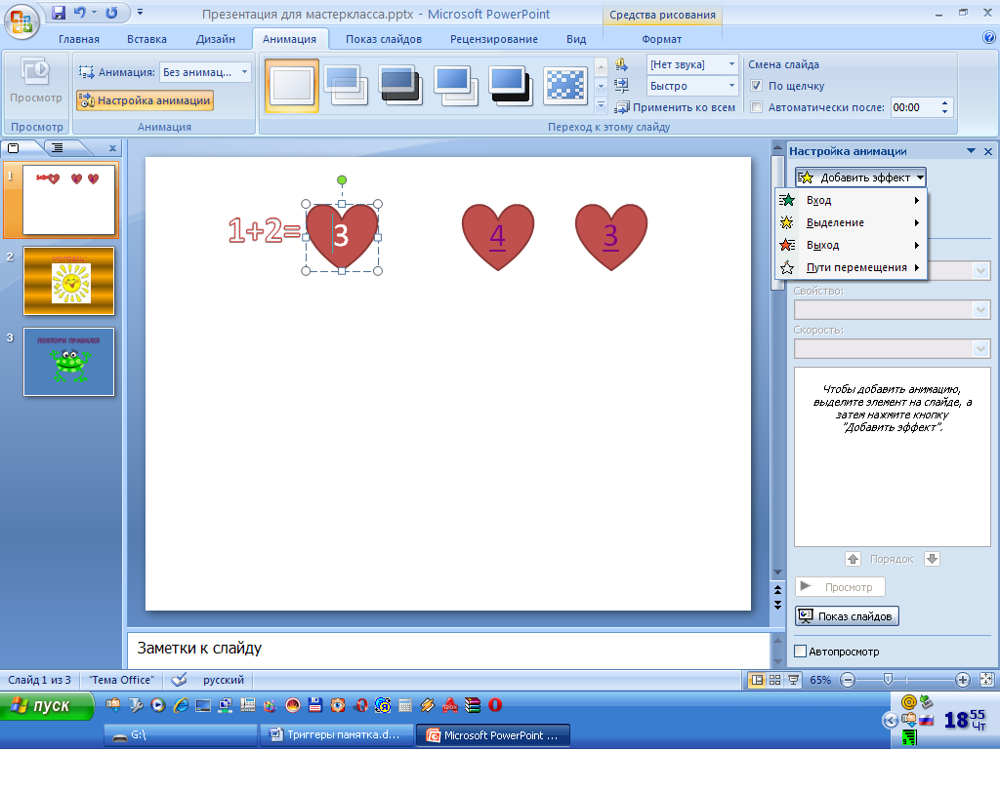 Презентация для мастеркласса.pptx - Microsoft PowerPoint
Средства рисования
Главная Вставка Дизайн Анимация Показ слайдов Рецензирование Вид Формат
Просмотр
Просмотр
Анимация: Без анимац...
Настройка анимации
Анимация
[Нет звука]
Быстро
Применить ко всем
Переход к этому слайду
Смена слайда
По щелчку
Автоматически после: 00:00
1
2
3
ПОВТОРИ ПРАВИЛО!
1+2= 3 4 3
Настройка анимации
Добавить эффект
Вход
Выделение
Выход
Пути перемещения
Свойство:
Скорость:
Чтобы добавить анимацию,
выделите элемент на слайде, а
затем нажмите кнопку
"Добавить эффект".
Порядок
Просмотр
Показ слайдов
Автопросмотр
Заметки к слайду
Слайд 1 из 3 "Тема Office" русский 65%
пуск
G:\ Триггеры памятка.d... Microsoft PowerPoint ...
18 55
Чт